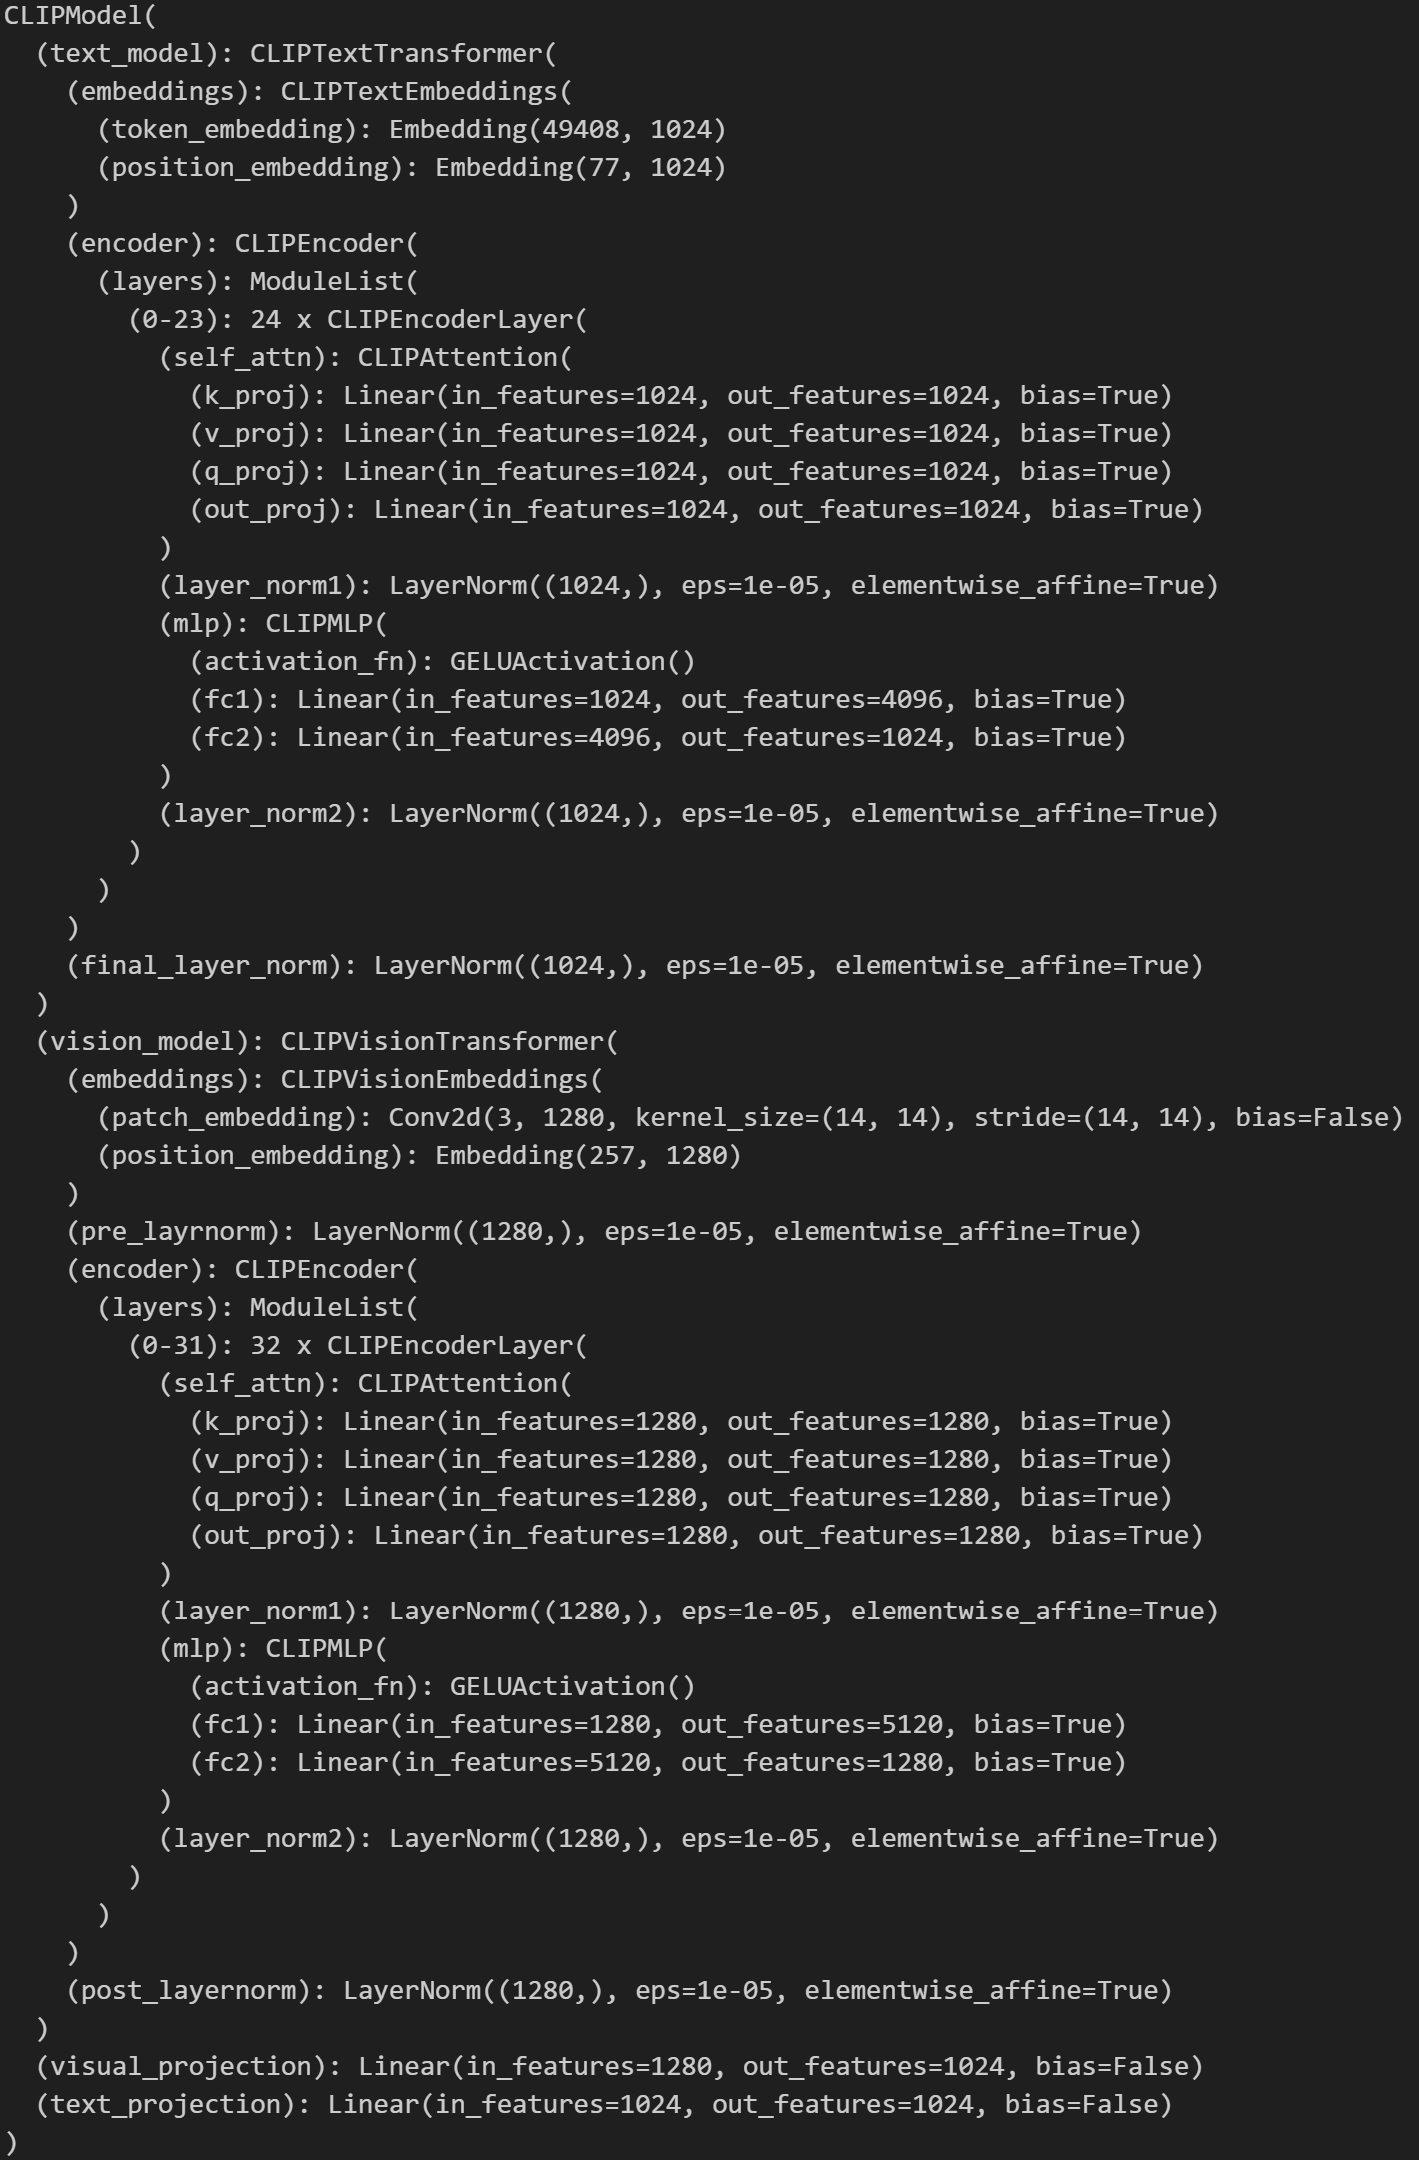 CLIPModel(
  (text_model): CLIPTextTransformer(
    (embeddings): CLIPTextEmbeddings(
      (token_embedding): Embedding(49408, 1024)
      (position_embedding): Embedding(77, 1024)
    )
    (encoder): CLIPEncoder(
      (layers): ModuleList(
        (0-23): 24 x CLIPEncoderLayer(
          (self_attn): CLIPAttention(
            (k_proj): Linear(in_features=1024, out_features=1024, bias=True)
            (v_proj): Linear(in_features=1024, out_features=1024, bias=True)
            (q_proj): Linear(in_features=1024, out_features=1024, bias=True)
            (out_proj): Linear(in_features=1024, out_features=1024, bias=True)
          )
          (layer_norm1): LayerNorm((1024,), eps=1e-05, elementwise_affine=True)
          (mlp): CLIPMLP(
            (activation_fn): GELUActivation()
            (fc1): Linear(in_features=1024, out_features=4096, bias=True)
            (fc2): Linear(in_features=4096, out_features=1024, bias=True)
          )
          (layer_norm2): LayerNorm((1024,), eps=1e-05, elementwise_affine=True)
        )
      )
    )
    (final_layer_norm): LayerNorm((1024,), eps=1e-05, elementwise_affine=True)
  )
  (vision_model): CLIPVisionTransformer(
    (embeddings): CLIPVisionEmbeddings(
      (patch_embedding): Conv2d(3, 1280, kernel_size=(14, 14), stride=(14, 14), bias=False)
      (position_embedding): Embedding(257, 1280)
    )
    (pre_layrnorm): LayerNorm((1280,), eps=1e-05, elementwise_affine=True)
    (encoder): CLIPEncoder(
      (layers): ModuleList(
        (0-31): 32 x CLIPEncoderLayer(
          (self_attn): CLIPAttention(
            (k_proj): Linear(in_features=1280, out_features=1280, bias=True)
            (v_proj): Linear(in_features=1280, out_features=1280, bias=True)
            (q_proj): Linear(in_features=1280, out_features=1280, bias=True)
            (out_proj): Linear(in_features=1280, out_features=1280, bias=True)
          )
          (layer_norm1): LayerNorm((1280,), eps=1e-05, elementwise_affine=True)
          (mlp): CLIPMLP(
            (activation_fn): GELUActivation()
            (fc1): Linear(in_features=1280, out_features=5120, bias=True)
            (fc2): Linear(in_features=5120, out_features=1280, bias=True)
          )
          (layer_norm2): LayerNorm((1280,), eps=1e-05, elementwise_affine=True)
        )
      )
    )
    (post_layernorm): LayerNorm((1280,), eps=1e-05, elementwise_affine=True)
  )
  (visual_projection): Linear(in_features=1280, out_features=1024, bias=False)
  (text_projection): Linear(in_features=1024, out_features=1024, bias=False)
)